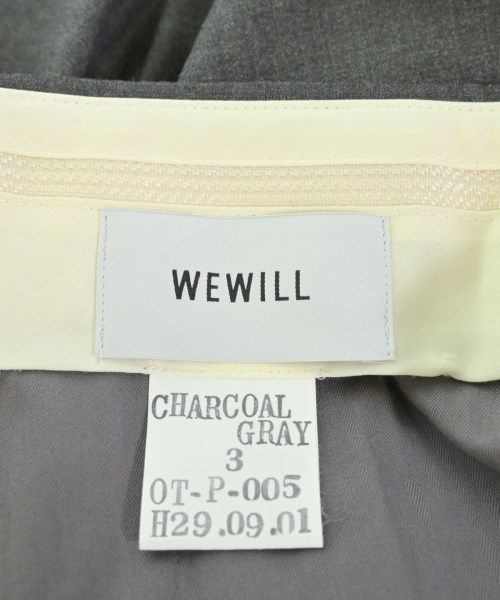 WEWILL
CHARCOAL
GRAY
3
OT-P-005
H29.09.01